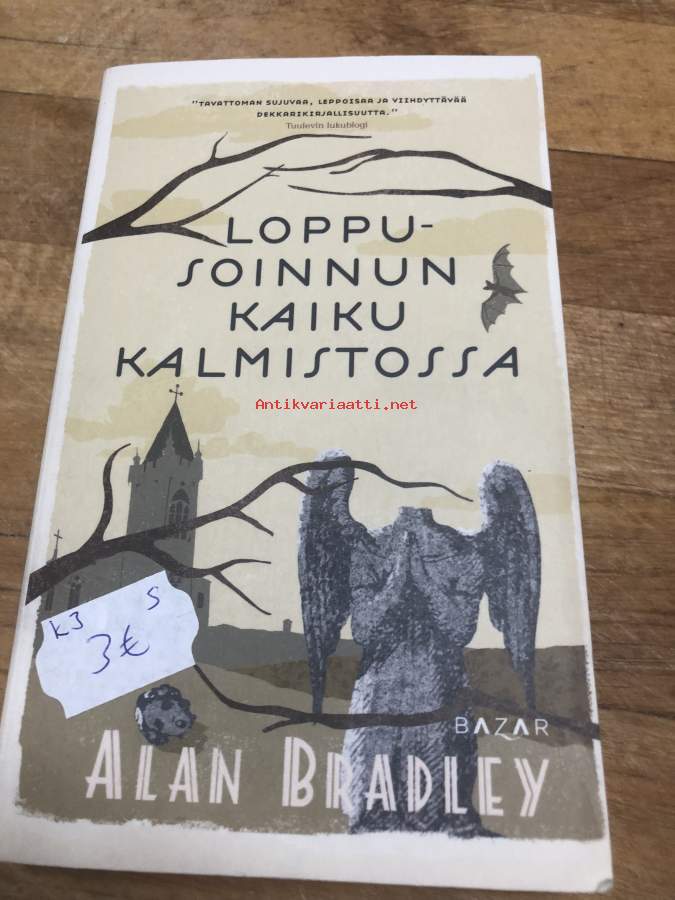 "TAVATTOMAN SUJUVAA, LEPPOISAA JA VIIHDYTTÄVÄÄ
DEKKARIKIRJALLISUUTTA."
Tuulevin lukublogi
LOPPU-
SOINNUN
KAIKU
KALMISTOSSA
Antikvariaatti.net
K3 S
3€
BAZAR
ALAN BRADLEY